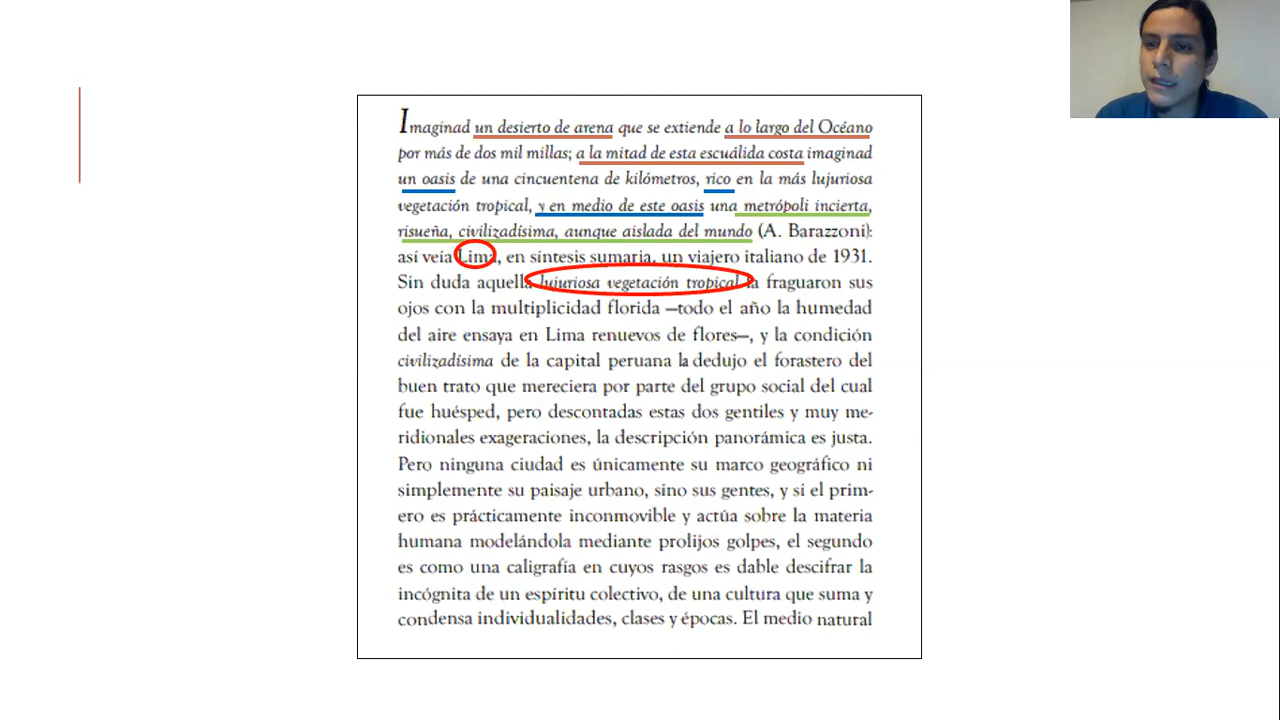 Imaginad un desierto de arena que se extiende a lo largo del Océano
por más de dos mil millas; a la mitad de esta escuálida costa imaginad
un oasis de una cincuentena de kilómetros, rico en la más lujuriosa
vegetación tropical, y en medio de este oasis una metrópoli incierta,
risueña, civilizadísima, aunque aislada del mundo (A. Barazzoni):
así veía Lima, en síntesis sumaria, un viajero italiano de 1931.
Sin duda aquella lujuriosa vegetación tropical la fraguaron sus
ojos con la multiplicidad florida —todo el año la humedad
del aire ensaya en Lima renuevos de flores—, y la condición
civilizadísima de la capital peruana la dedujo el forastero del
buen trato que mereciera por parte del grupo social del cual
fue huésped, pero descontadas estas dos gentiles y muy me-
ridionales exageraciones, la descripción panorámica es justa.
Pero ninguna ciudad es únicamente su marco geográfico ni
simplemente su paisaje urbano, sino sus gentes, y si el prim-
ero es prácticamente inconmovible y actúa sobre la materia
humana modelándola mediante prolijos golpes, el segundo
es como una caligrafía en cuyos rasgos es dable descifrar la
incógnita de un espíritu colectivo, de una cultura que suma y
condensa individualidades, clases y épocas. El medio natural